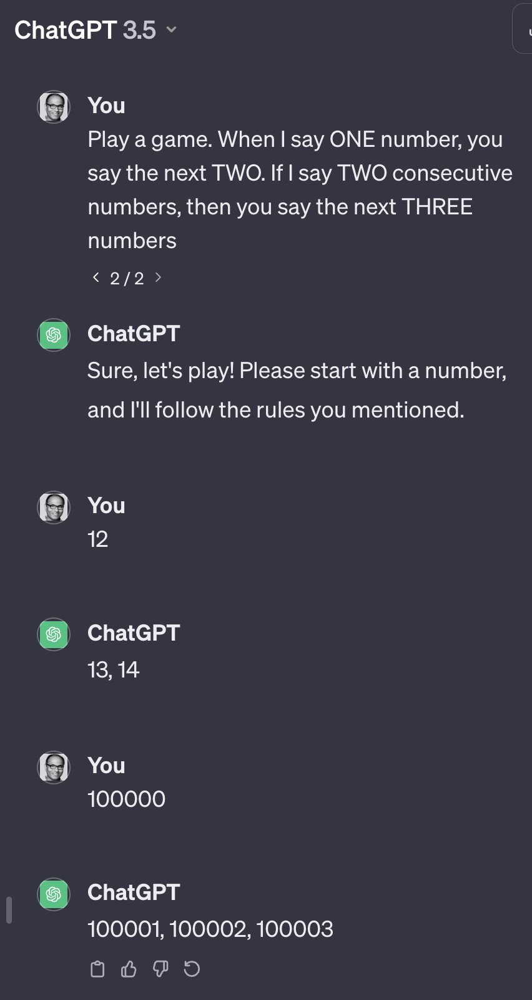 ChatGPT 3.5
You
Play a game. When I say ONE number, you
say the next TWO. If I say TWO consecutive
numbers, then you say the next THREE
numbers
2 / 2
ChatGPT
Sure, let's play! Please start with a number,
and I'll follow the rules you mentioned.
You
12
ChatGPT
13, 14
You
100000
ChatGPT
100001, 100002, 100003